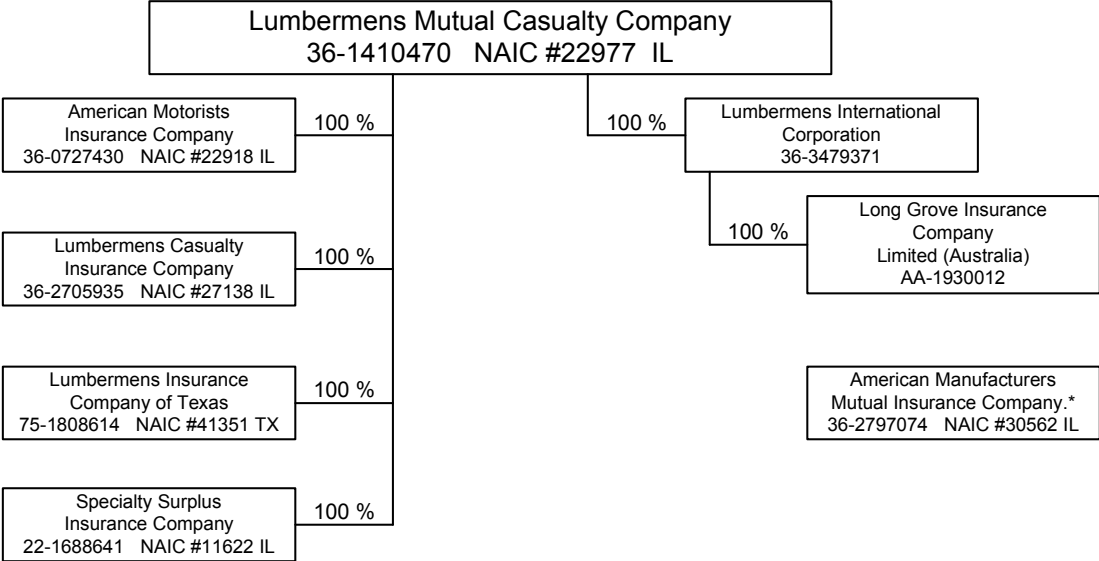 Lumbermens Mutual Casualty Company
36-1410470 NAIC #22977 IL
American Motorists
Insurance Company
36-0727430 NAIC #22918 IL
100 %
100 %
Lumbermens International
Corporation
36-3479371
Lumbermens Casualty
Insurance Company
36-2705935 NAIC #27138 IL
100 %
100 %
Long Grove Insurance
Company
Limited (Australia)
AA-1930012
Lumbermens Insurance
Company of Texas
75-1808614 NAIC #41351 TX
100 %
American Manufacturers
Mutual Insurance Company.*
36-2797074 NAIC #30562 IL
Specialty Surplus
Insurance Company
22-1688641 NAIC #11622 IL
100 %